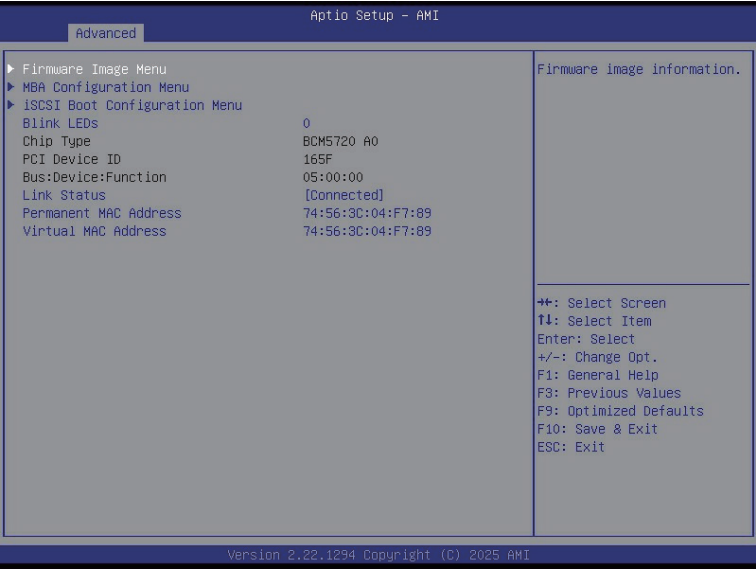 Aptio Setup – AMI
Advanced
Firmware Image Menu
MBA Configuration Menu
iSCSI Boot Configuration Menu
Blink LEDs 0
Chip Type BCM5720 A0
PCI Device ID 165F
Bus:Device:Function 05:00:00
Link Status [Connected]
Permanent MAC Address 74:56:3C:04:F7:89
Virtual MAC Address 74:56:3C:04:F7:89
Firmware image information.
→←: Select Screen
↑↓: Select Item
Enter: Select
+/-: Change Opt.
F1: General Help
F3: Previous Values
F9: Optimized Defaults
F10: Save & Exit
ESC: Exit
Version 2.22.1294 Copyright (C) 2025 AMI